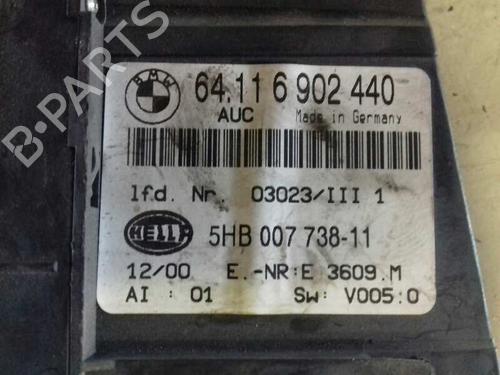 BMW
64.11 6 902 440
AUC Made in Germany
lfd. Nr. 03023/III 1
HELLA 5HB 007 738-11
12/00 E.-NR:E 3609.M
AI : 01 Sw: V005:0
B-PARTS